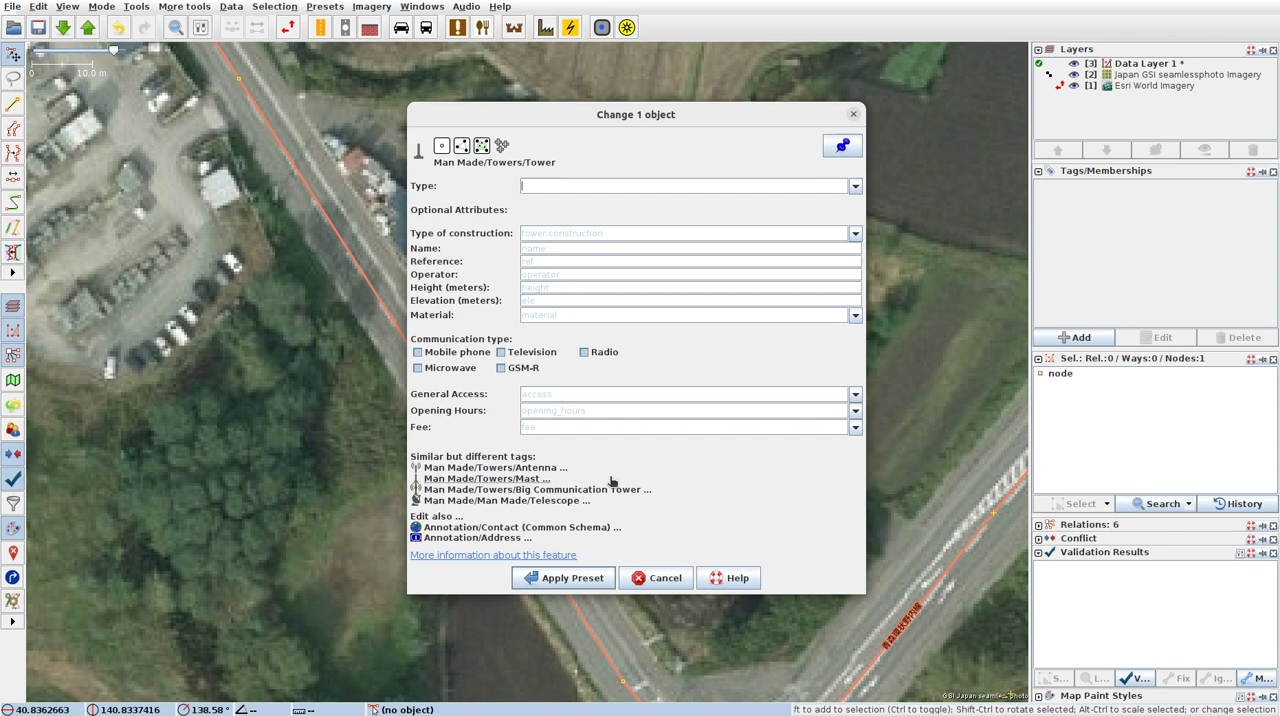 File Edit View Mode Tools More tools Data Selection Presets Imagery Windows Audio Help
0 10.0 m
Change 1 object
Man Made/Towers/Tower
Type:
Optional Attributes:
Type of construction: tower:construction
Name: name
Reference: ref
Operator: operator
Height (meters): height
Elevation (meters): ele
Material: material
Communication type:
Mobile phone Television Radio
Microwave GSM-R
General Access: access
Opening Hours: opening_hours
Fee: fee
Similar but different tags:
Man Made/Towers/Antenna ...
Man Made/Towers/Mast ...
Man Made/Towers/Big Communication Tower ...
Man Made/Man Made/Telescope ...
Edit also ...
Annotation/Contact (Common Schema) ...
Annotation/Address ...
More information about this feature
Apply Preset Cancel Help
Layers
[3] Data Layer 1 *
[2] Japan GSI seamlessphoto Imagery
[1] Esri World Imagery
Tags/Memberships
Add Edit Delete
Sel.: Rel.:0 / Ways:0 / Nodes:1
node
Select Search History
Relations: 6
Conflict
Validation Results
S... L... V... Fix Ig... M...
Map Paint Styles
GSI Japan seamless photo
40.8362663 140.8337416 138.58 ° -- -- (no object)
ft to add to selection (Ctrl to toggle); Shift-Ctrl to rotate selected; Alt-Ctrl to scale selected; or change selection